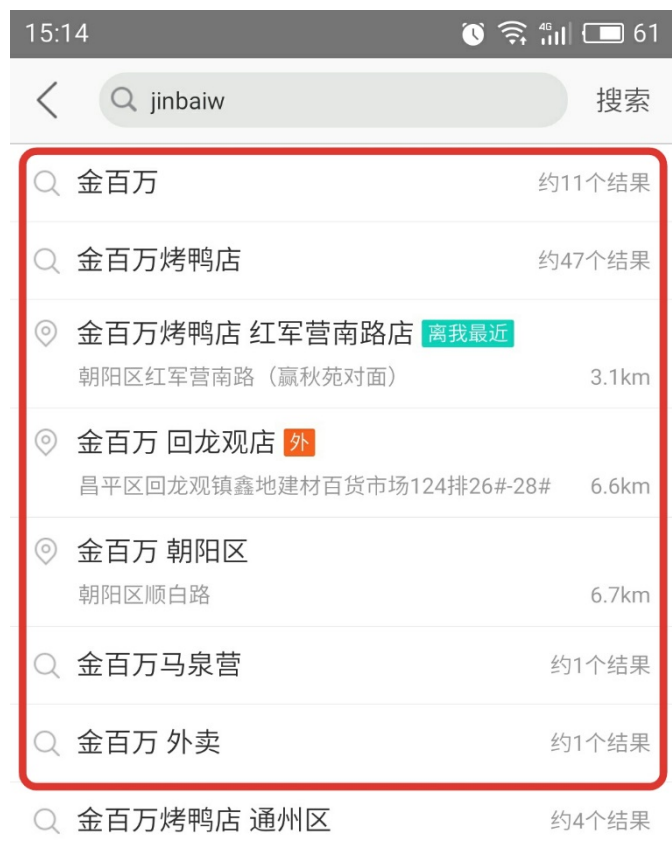 15:14 4G 61
jinbaiw 搜索
金百万 约11个结果
金百万烤鸭店 约47个结果
金百万烤鸭店 红军营南路店 离我最近
朝阳区红军营南路（赢秋苑对面） 3.1km
金百万 回龙观店 外
昌平区回龙观镇鑫地建材百货市场124排26#-28# 6.6km
金百万 朝阳区
朝阳区顺白路 6.7km
金百万马泉营 约1个结果
金百万 外卖 约1个结果
金百万烤鸭店 通州区 约4个结果